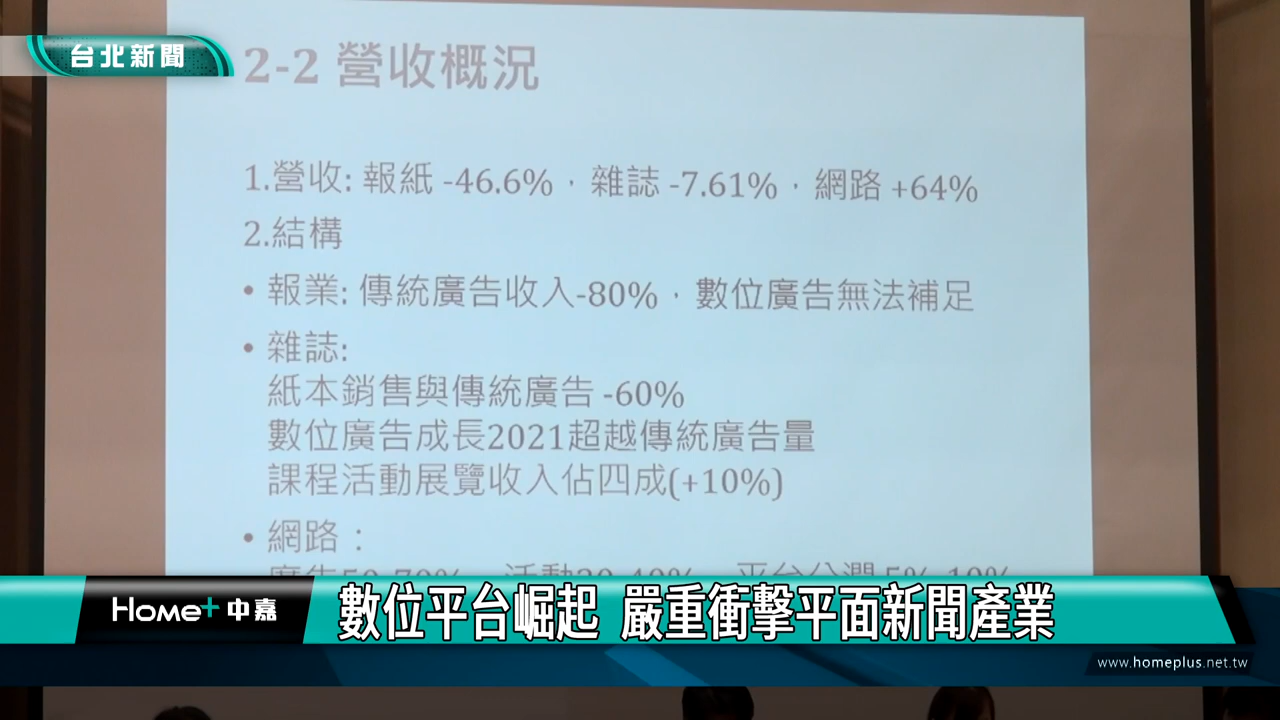 台北新聞
2-2 營收概況
1.營收: 報紙 -46.6%，雜誌 -7.61%，網路 +64%
2.結構
• 報業: 傳統廣告收入-80%，數位廣告無法補足
• 雜誌:
紙本銷售與傳統廣告 -60%
數位廣告成長2021超越傳統廣告量
課程活動展覽收入佔四成(+10%)
• 網路：
Home+ 中嘉
數位平台崛起 嚴重衝擊平面新聞產業
www.homeplus.net.tw